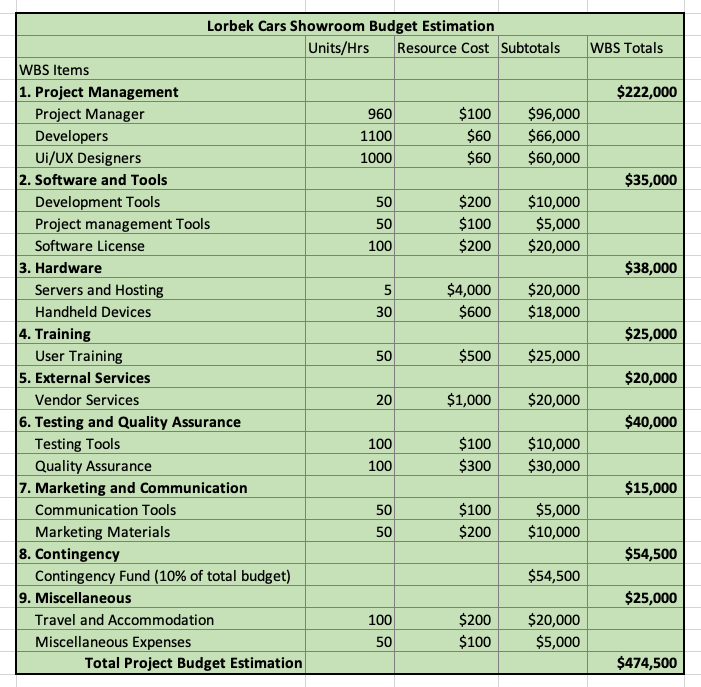 Lorbek Cars Showroom Budget Estimation
Units/Hrs Resource Cost Subtotals WBS Totals
WBS Items
1. Project Management $222,000
Project Manager 960 $100 $96,000
Developers 1100 $60 $66,000
Ui/UX Designers 1000 $60 $60,000
2. Software and Tools $35,000
Development Tools 50 $200 $10,000
Project management Tools 50 $100 $5,000
Software License 100 $200 $20,000
3. Hardware $38,000
Servers and Hosting 5 $4,000 $20,000
Handheld Devices 30 $600 $18,000
4. Training $25,000
User Training 50 $500 $25,000
5. External Services $20,000
Vendor Services 20 $1,000 $20,000
6. Testing and Quality Assurance $40,000
Testing Tools 100 $100 $10,000
Quality Assurance 100 $300 $30,000
7. Marketing and Communication $15,000
Communication Tools 50 $100 $5,000
Marketing Materials 50 $200 $10,000
8. Contingency $54,500
Contingency Fund (10% of total budget) $54,500
9. Miscellaneous $25,000
Travel and Accommodation 100 $200 $20,000
Miscellaneous Expenses 50 $100 $5,000
Total Project Budget Estimation $474,500